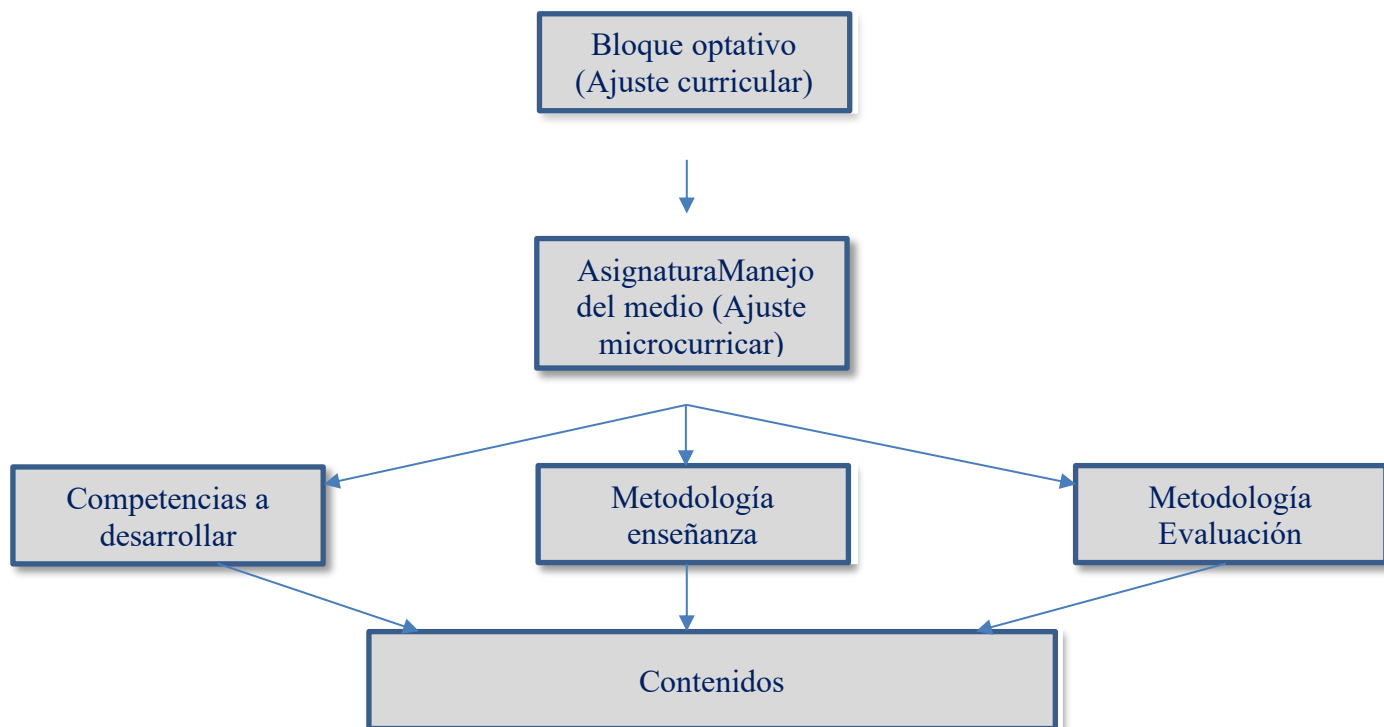 Bloque optativo
(Ajuste curricular)
AsignaturaManejo
del medio (Ajuste
microcurricar)
Competencias a
desarrollar
Metodología
enseñanza
Metodología
Evaluación
Contenidos